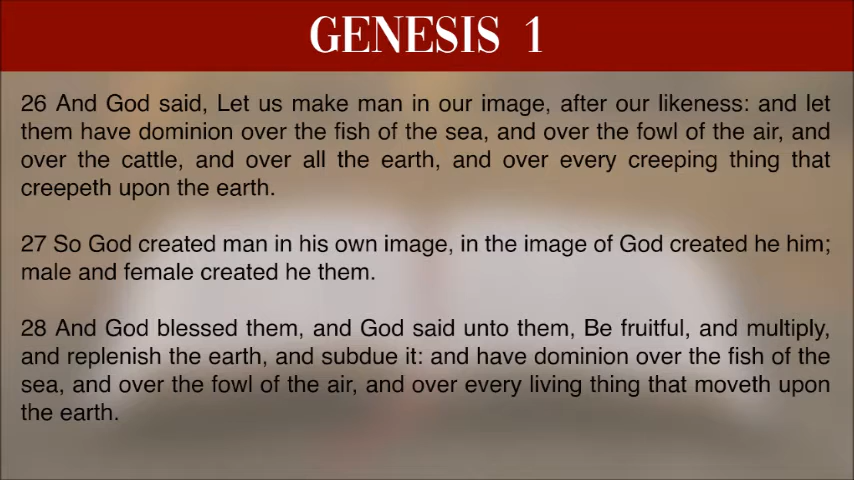 GENESIS 1
26 And God said, Let us make man in our image, after our likeness: and let
them have dominion over the fish of the sea, and over the fowl of the air, and
over the cattle, and over all the earth, and over every creeping thing that
creepeth upon the earth.
27 So God created man in his own image, in the image of God created he him;
male and female created he them.
28 And God blessed them, and God said unto them, Be fruitful, and multiply,
and replenish the earth, and subdue it: and have dominion over the fish of the
sea, and over the fowl of the air, and over every living thing that moveth upon
the earth.